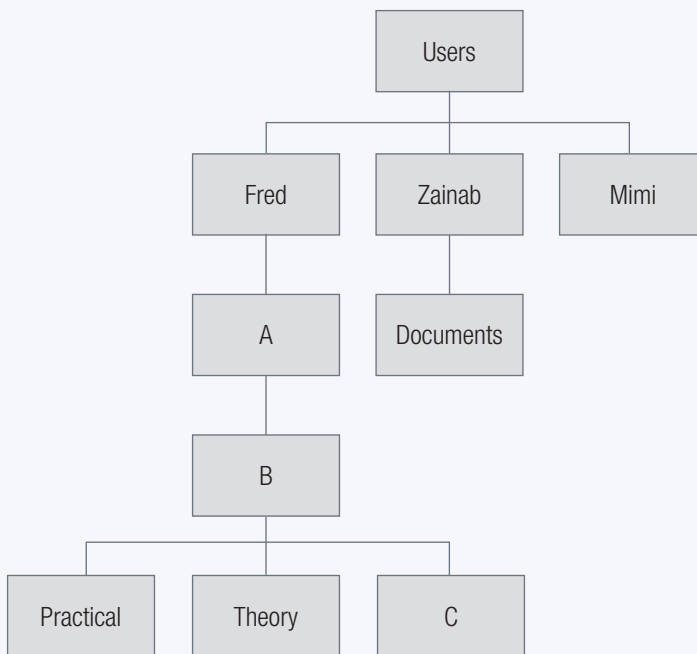 Users
Fred Zainab Mimi
A Documents
B
Practical Theory C